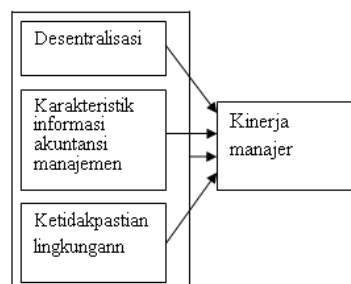 Desentralisasi
Karakteristik
informasi
akuntansi
manajemen
Kinerja
manajer
Ketidakpastian
lingkungann